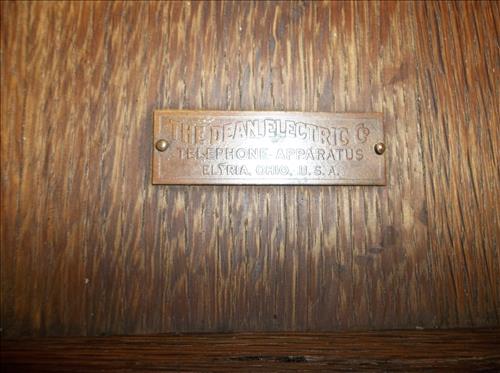 THE DEAN ELECTRIC Co
TELEPHONE-APPARATUS
ELYRIA, OHIO, U.S.A.